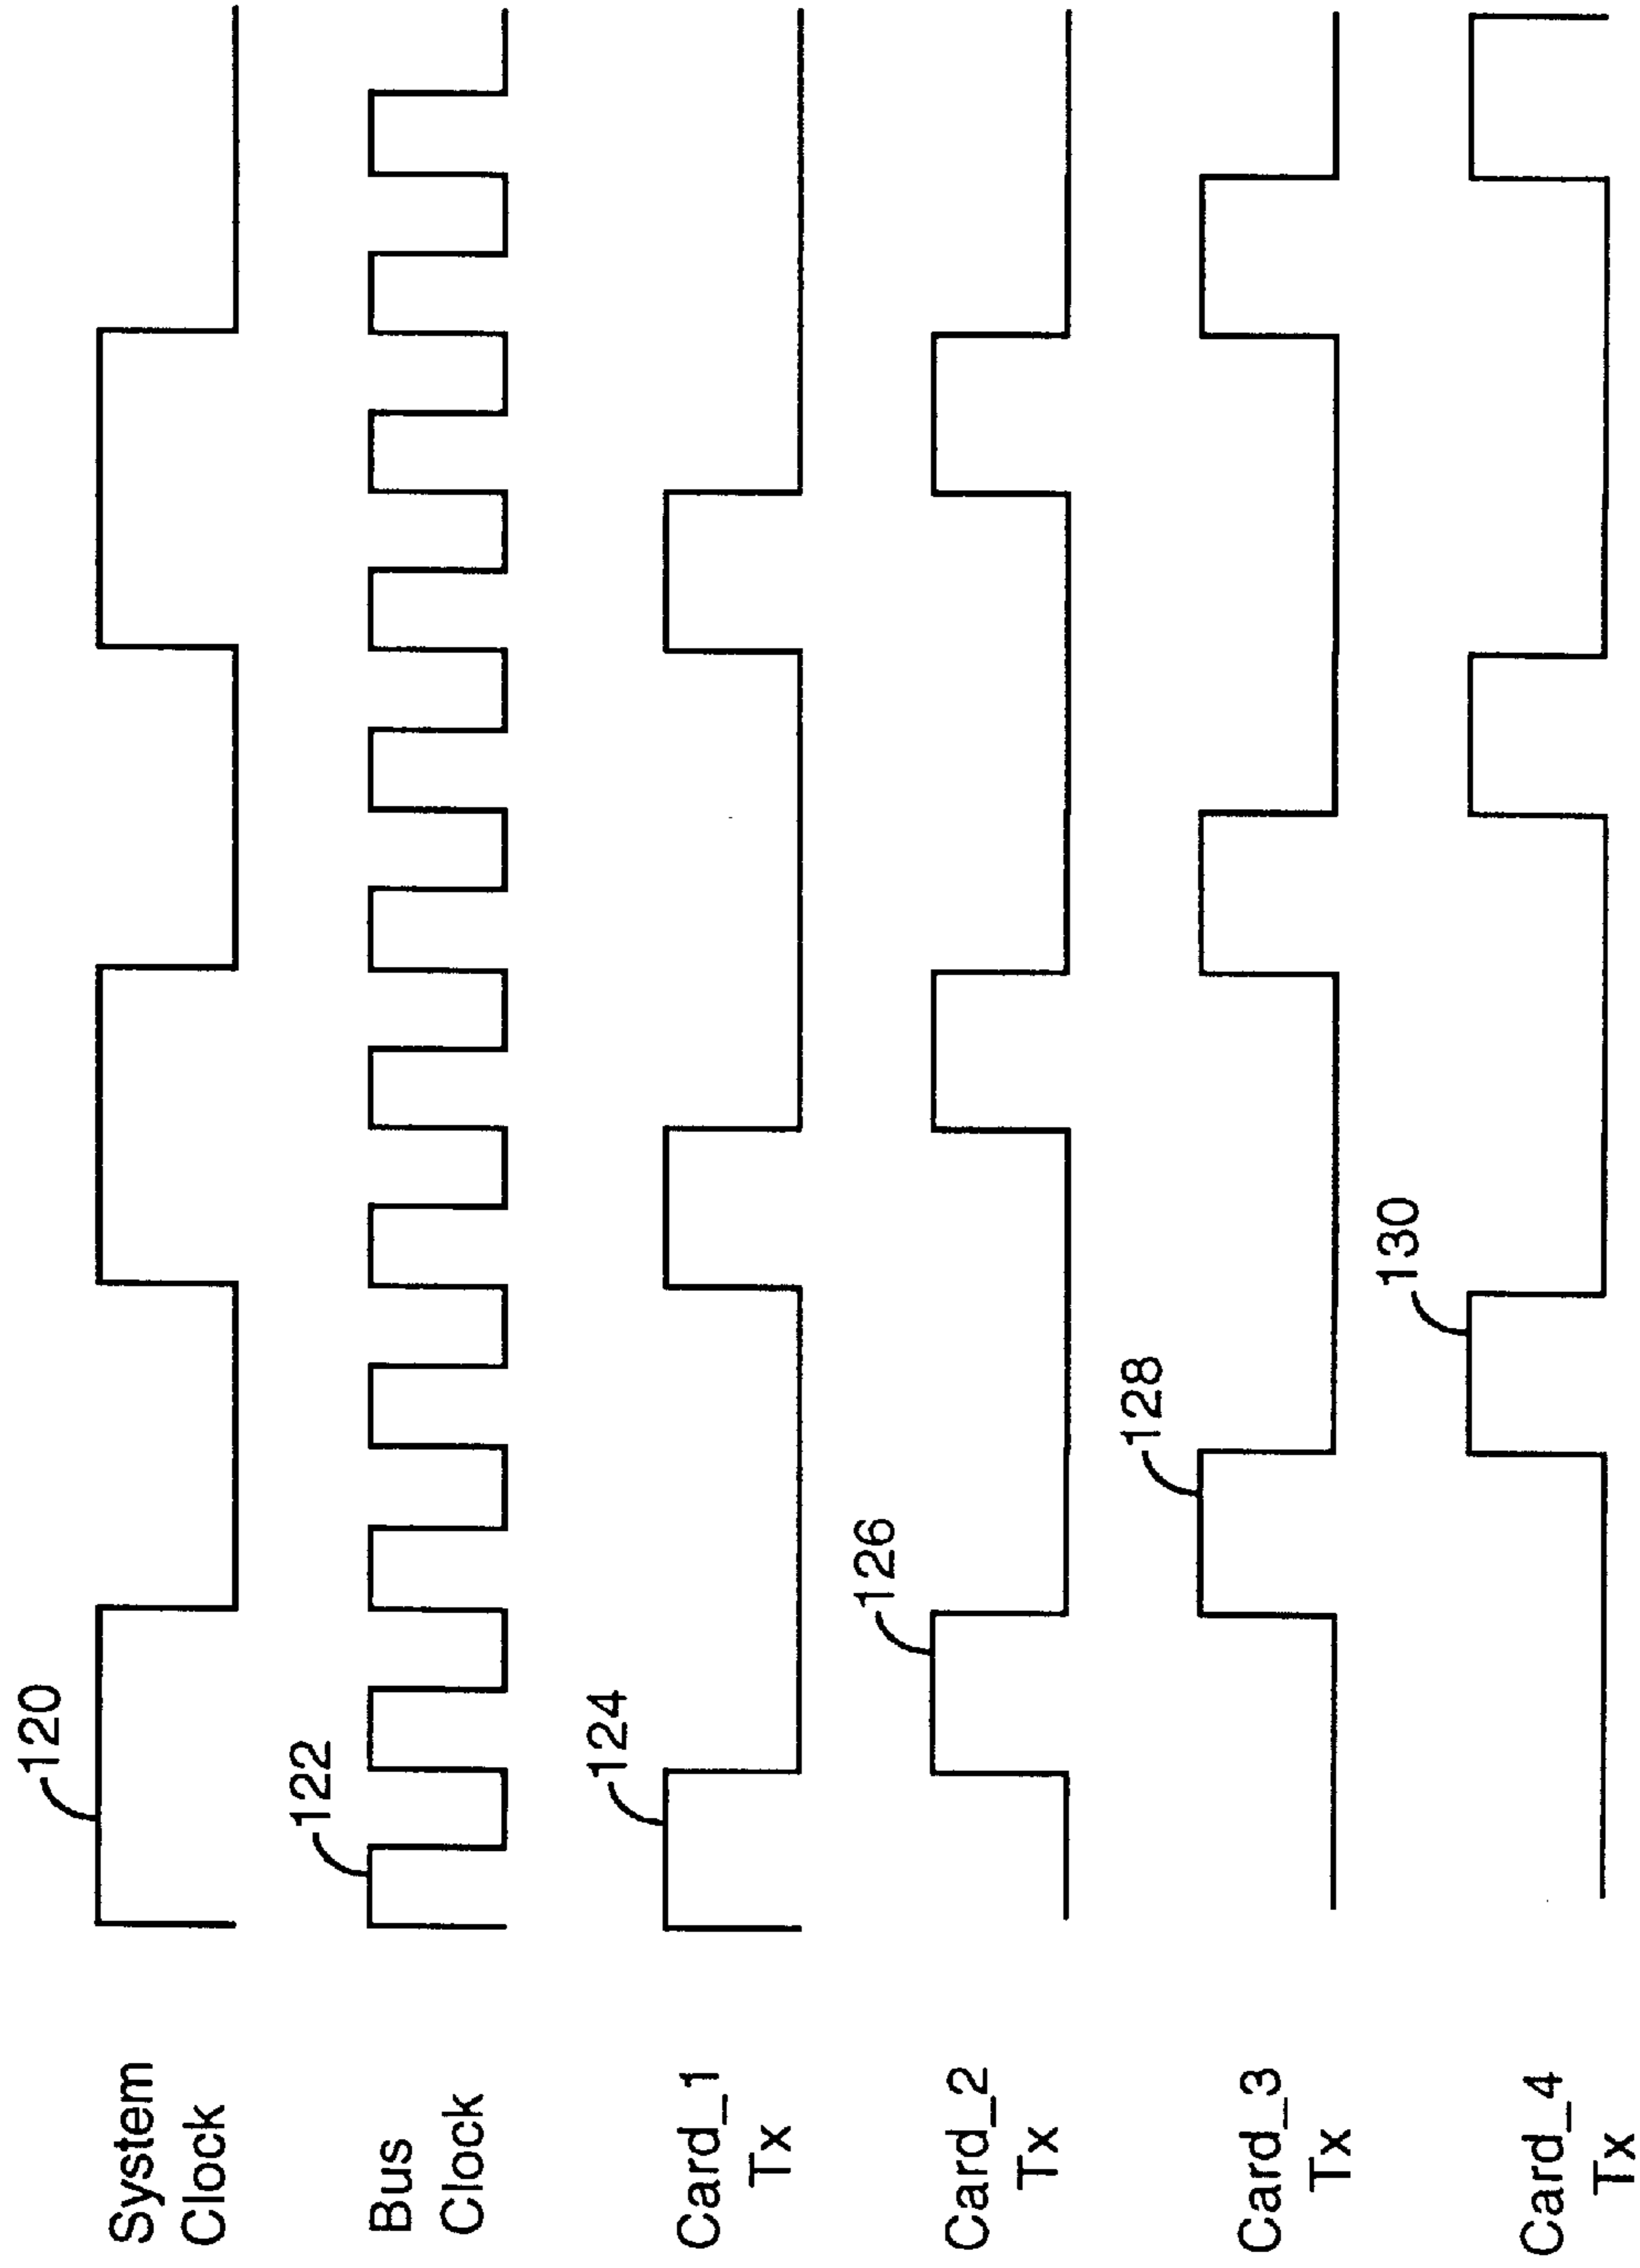 120
System
Clock
122
Bus
Clock
124
Card_1
Tx
126
Card_2
Tx
128
Card_3
Tx
130
Card_4
Tx